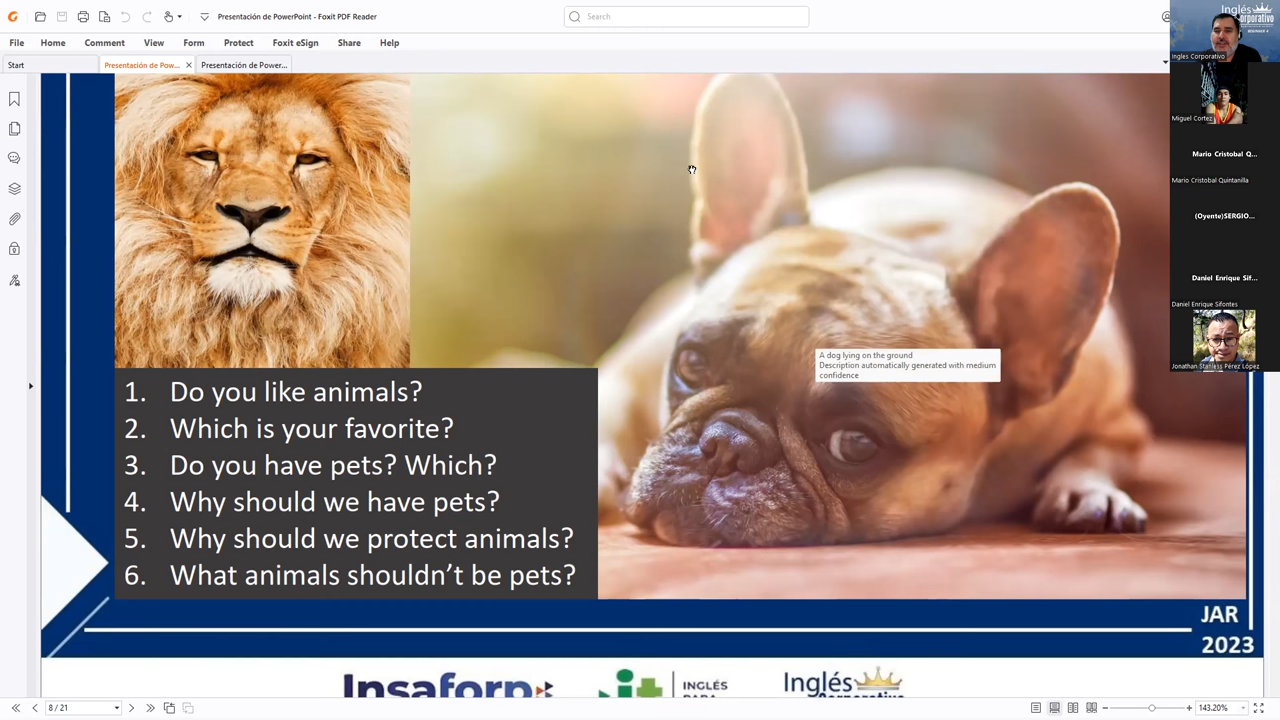 Presentación de PowerPoint - Foxit PDF Reader
Search
File Home Comment View Form Protect Foxit eSign Share Help
Start
Presentación de Pow...
Presentación de Power...
Inglés
Corporativo
BEGINNER 4
ingles Corporativo
Miguel Cortez
Mario Cristobal Q...
Mario Cristobal Quintanilla
(Oyente)SERGIO...
Daniel Enrique Sif...
Daniel Enrique Sifontes
Jonathan Stanless Pérez López
A dog lying on the ground
Description automatically generated with medium
confidence
1. Do you like animals?
2. Which is your favorite?
3. Do you have pets? Which?
4. Why should we have pets?
5. Why should we protect animals?
6. What animals shouldn't be pets?
JAR
2023
Insaforp
INGLÉS
PARA
Inglés
Corporativo
8 / 21
143.20%